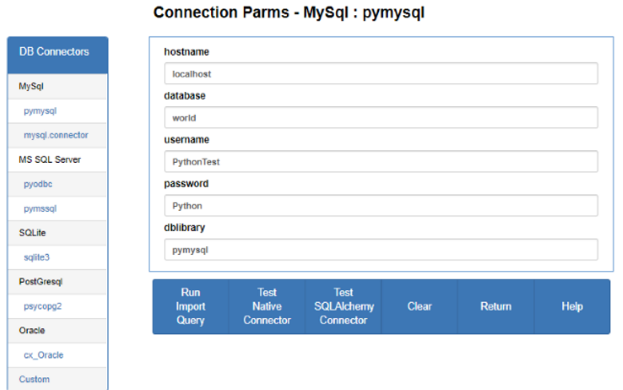 Connection Parms - MySql : pymysql
DB Connectors
MySql
pymysql
mysql.connector
MS SQL Server
pyodbc
pymssql
SQLite
sqlite3
PostGresql
psycopg2
Oracle
cx_Oracle
Custom
hostname
localhost
database
world
username
PythonTest
password
Python
dblibrary
pymysql
Run
Import
Query
Test
Native
Connector
Test
SQLAlchemy
Connector
Clear
Return
Help